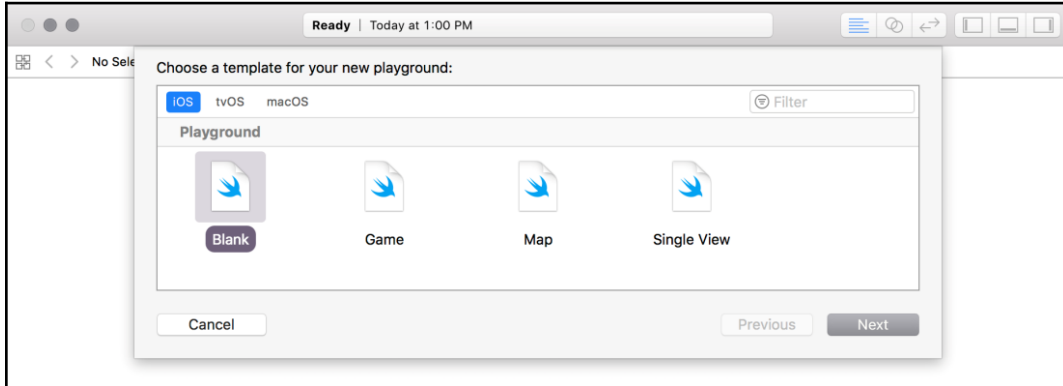 Ready | Today at 1:00 PM
No Sele
Choose a template for your new playground:
iOS tvOS macOS Filter
Playground
Blank Game Map Single View
Cancel Previous Next